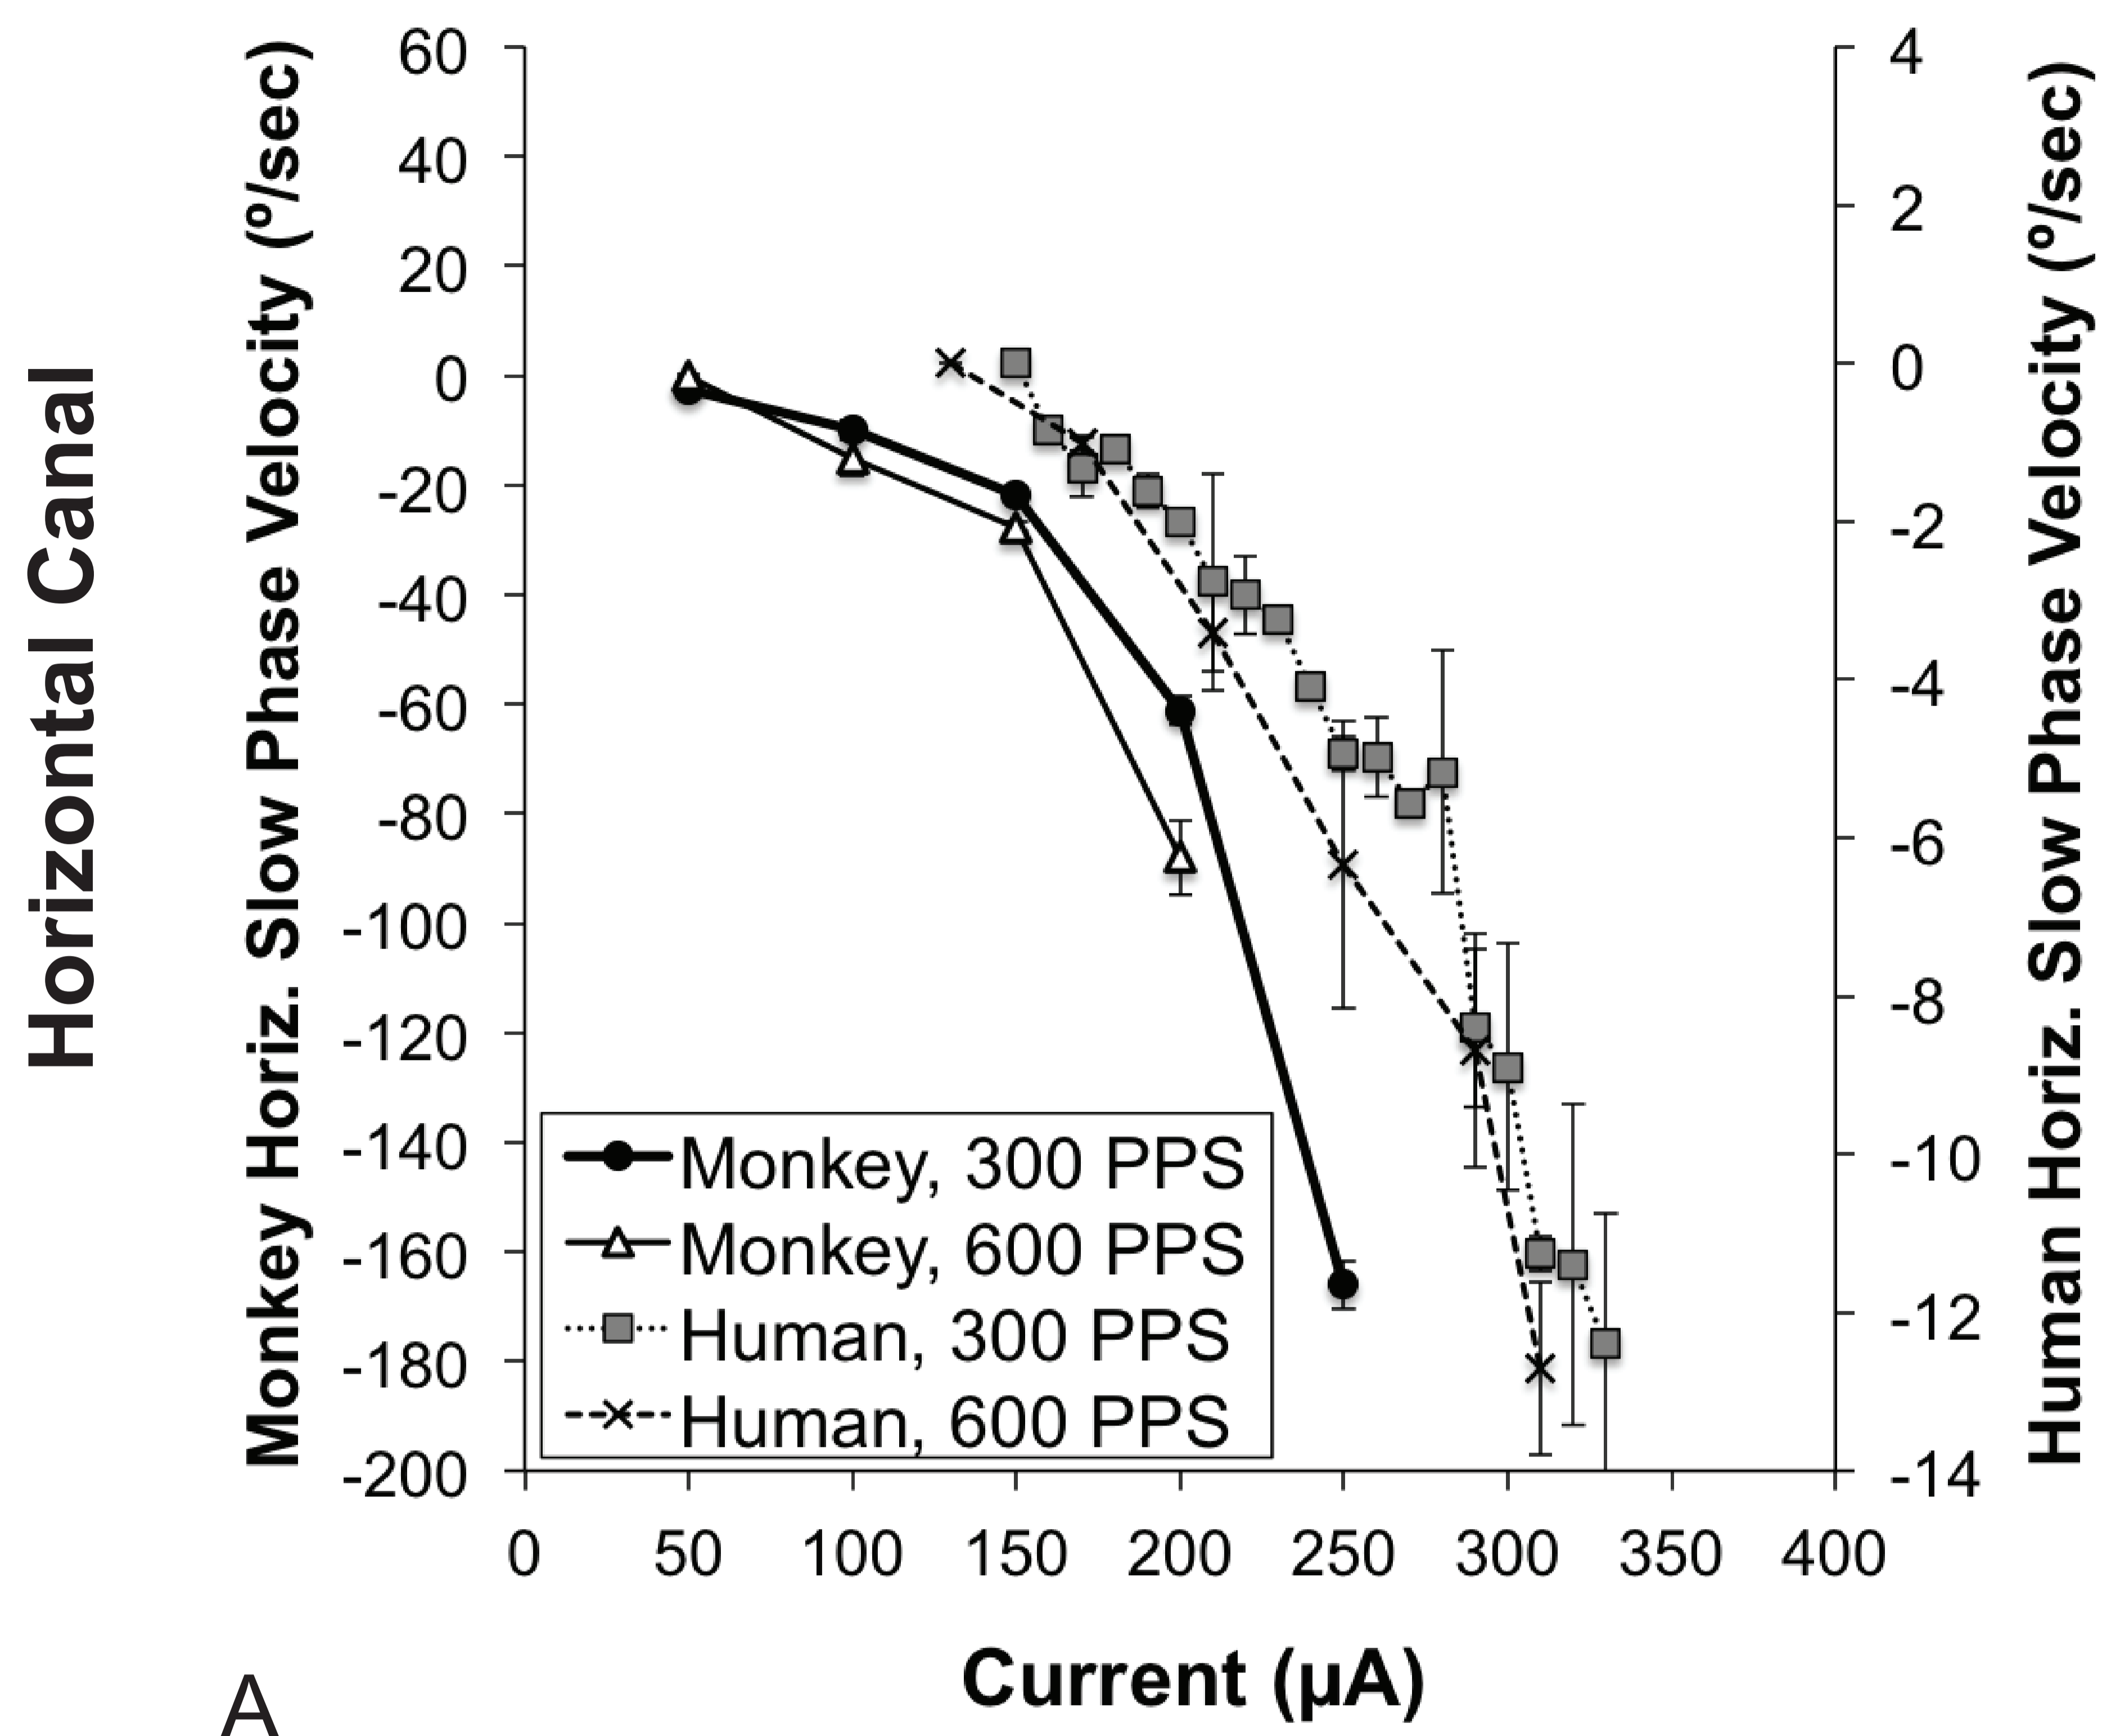 Horizontal Canal
Monkey Horiz. Slow Phase Velocity (º/sec)
60
40
20
0
-20
-40
-60
-80
-100
-120
-140
-160
-180
-200
Monkey, 300 PPS
Monkey, 600 PPS
Human, 300 PPS
Human, 600 PPS
4
2
0
-2
-4
-6
-8
-10
-12
-14
Human Horiz. Slow Phase Velocity (º/sec)
0 50 100 150 200 250 300 350 400
Current (µA)
A